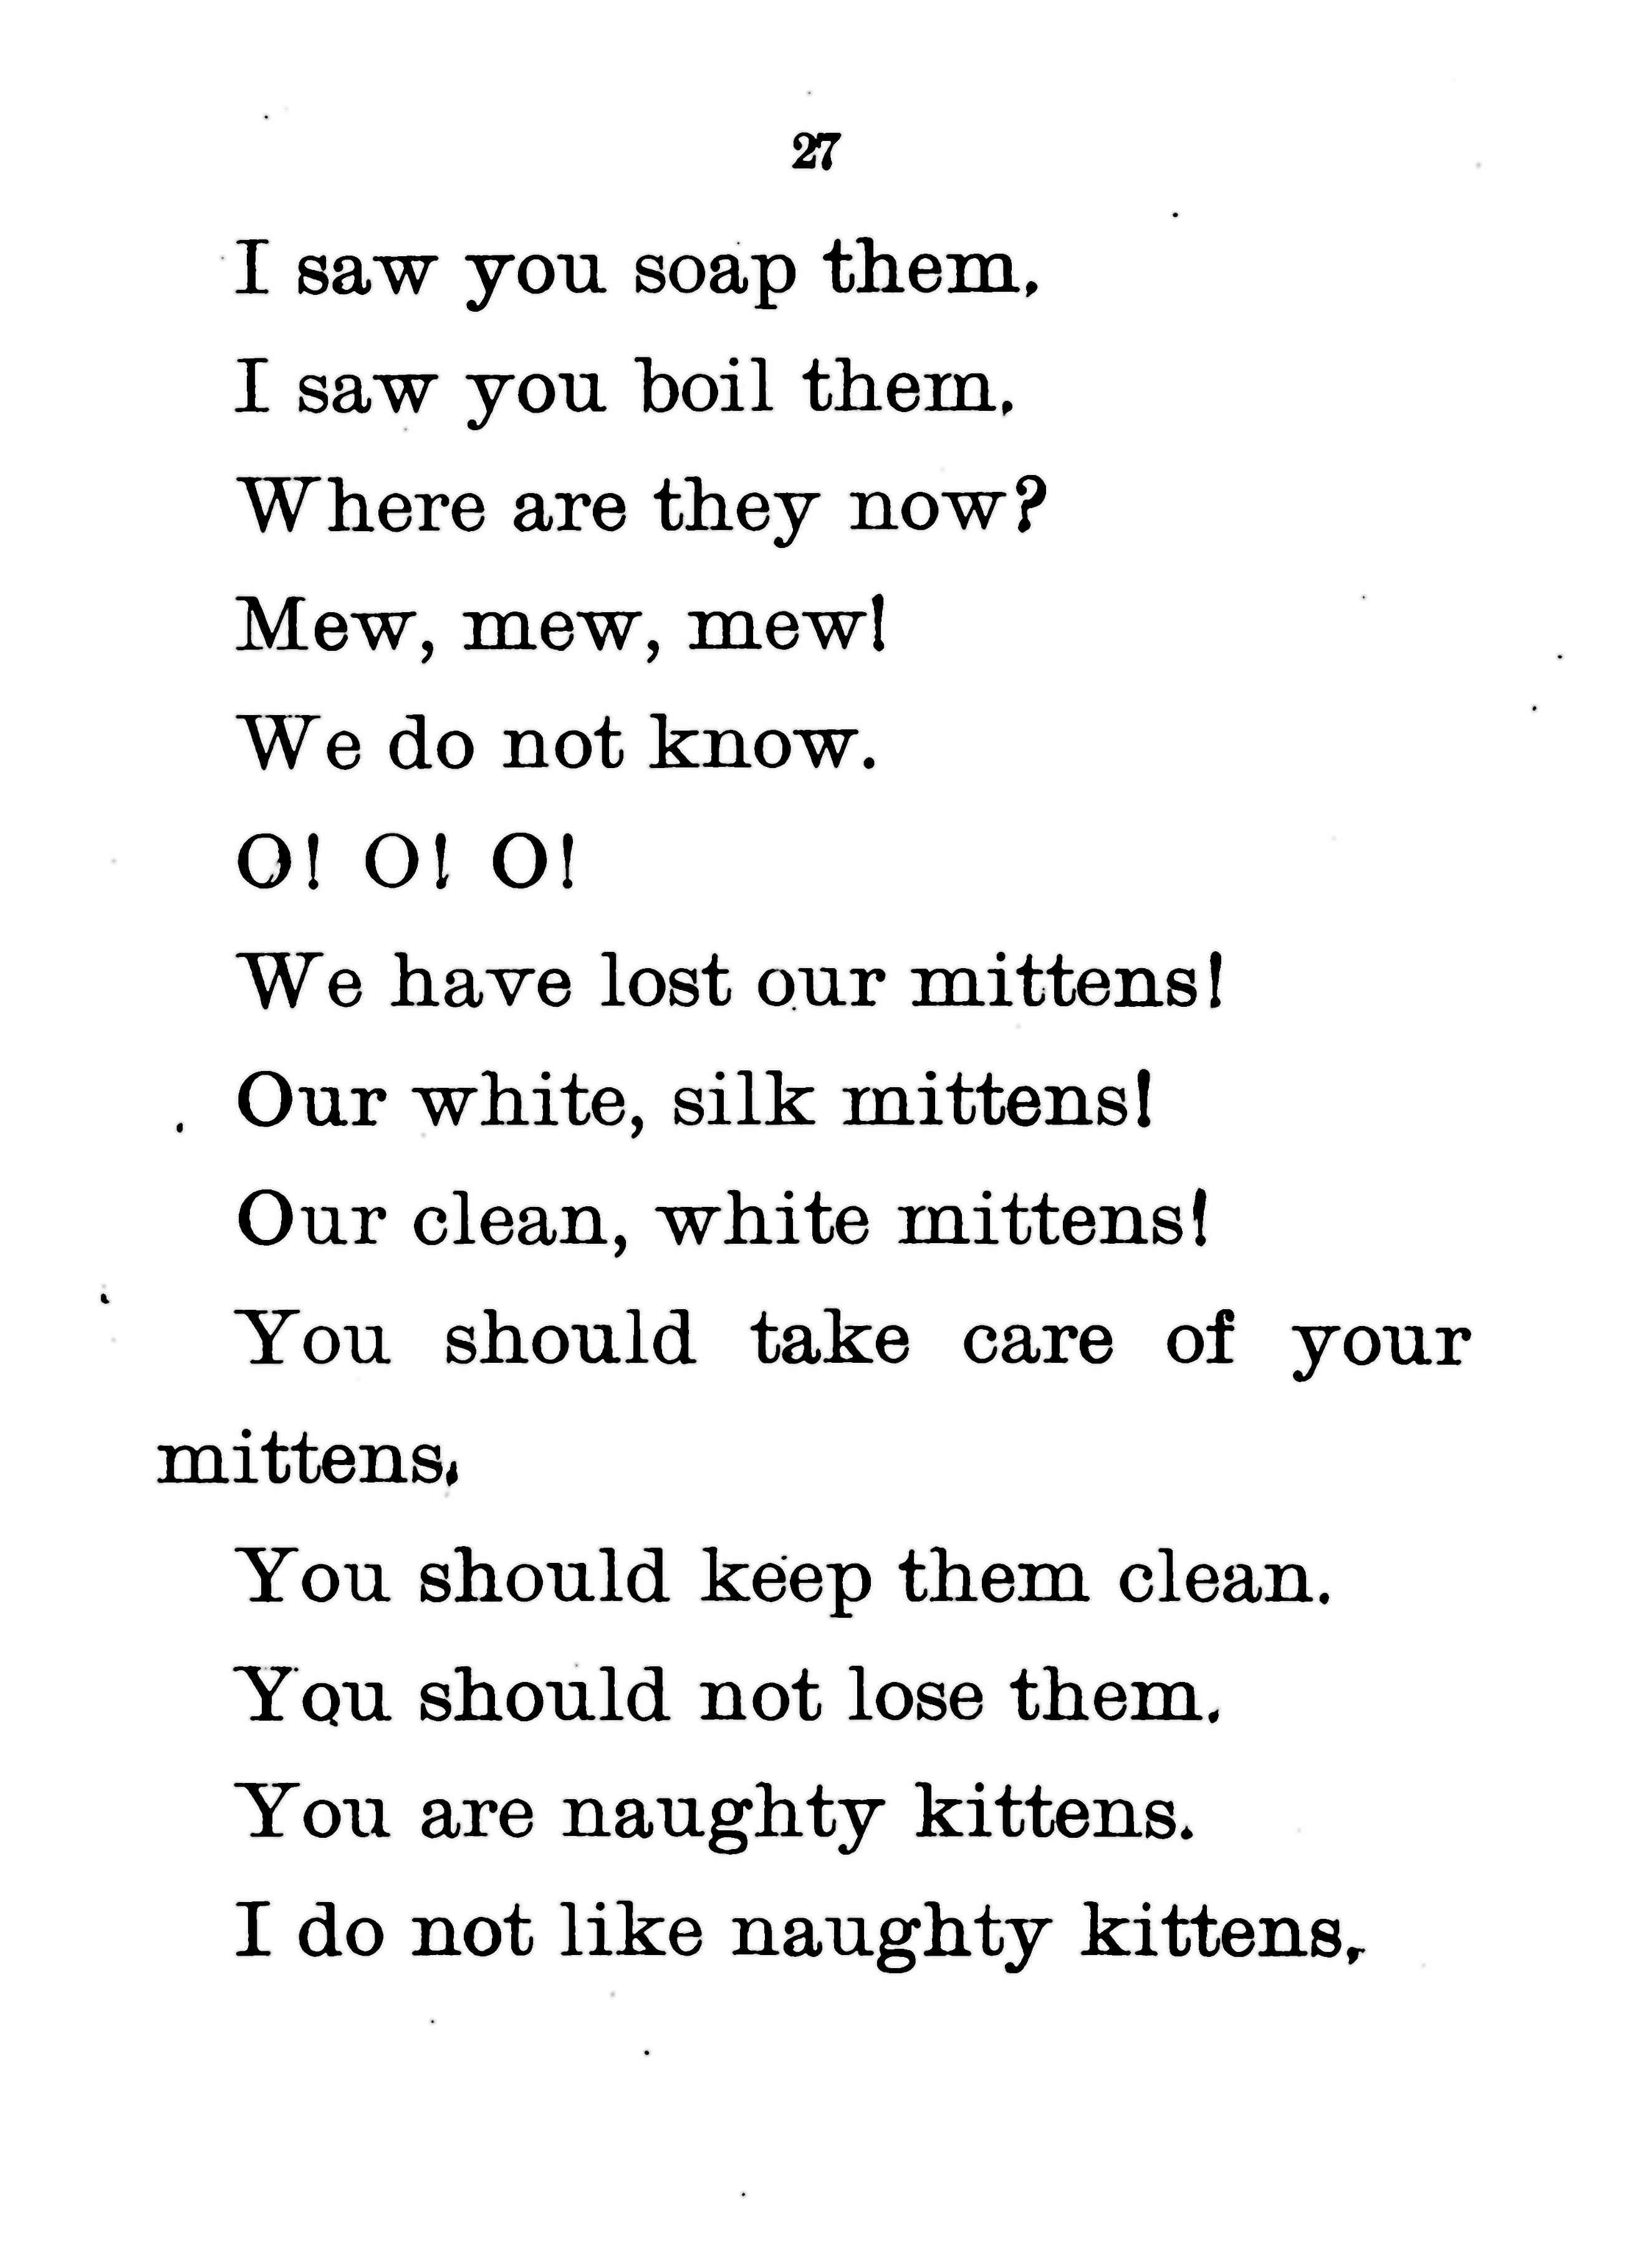 27
I saw you soap them.
I saw you boil them.
Where are they now?
Mew, mew, mew!
We do not know.
O! O! O!
We have lost our mittens!
Our white, silk mittens!
Our clean, white mittens!
You should take care of your
mittens.
You should keep them clean.
You should not lose them.
You are naughty kittens.
I do not like naughty kittens.